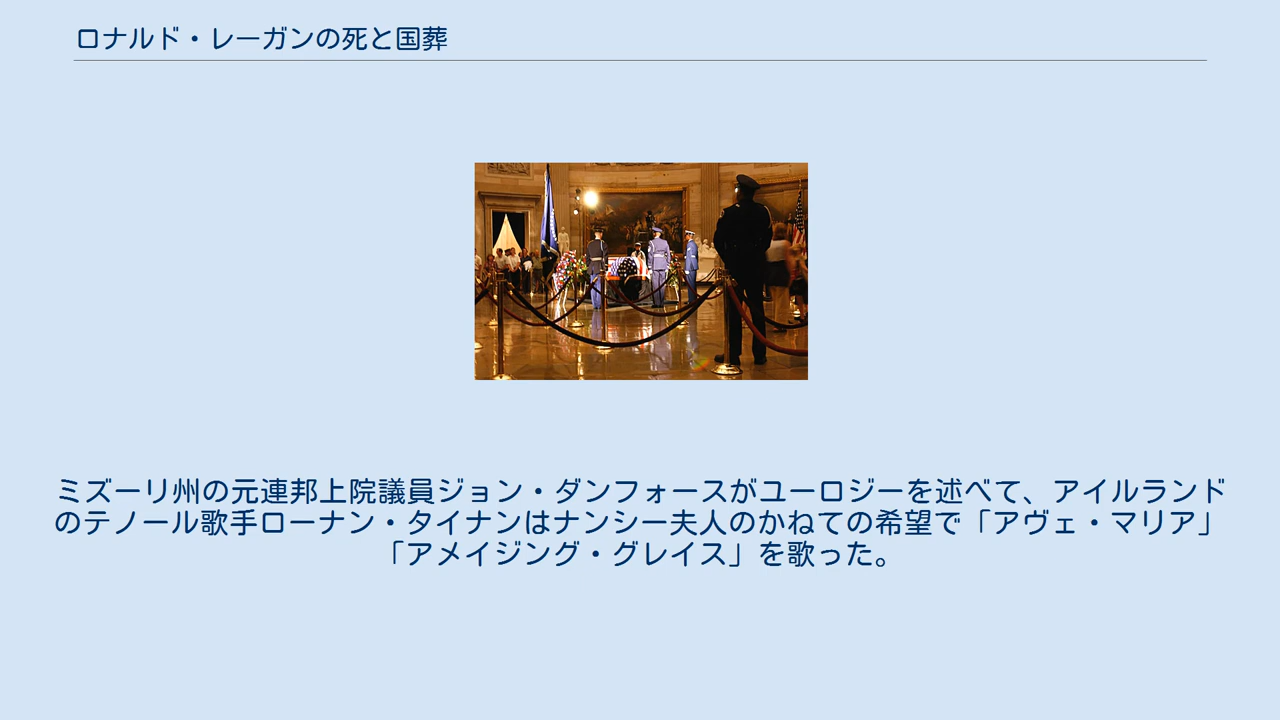 ロナルド・レーガンの死と国葬
ミズーリ州の元連邦上院議員ジョン・ダンフォースがユーロジーを述べて、アイルランド
のテノール歌手ローナン・タイナンはナンシー夫人のかねての希望で「アヴェ・マリア」
「アメイジング・グレイス」を歌った。